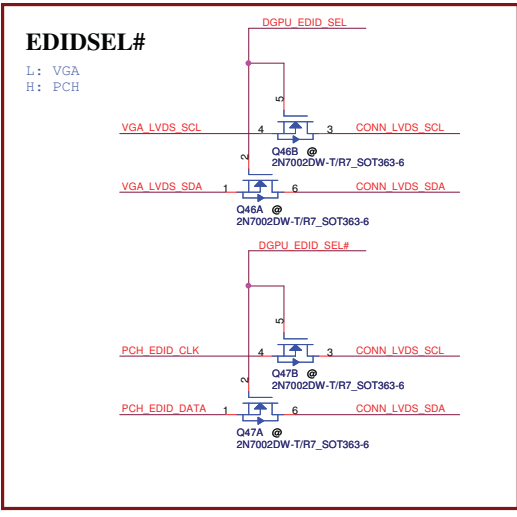 DGPU_EDID_SEL
EDIDSEL#
L: VGA
H: PCH
5
VGA_LVDS_SCL 4 3 CONN_LVDS_SCL
Q46B @
2N7002DW-T/R7_SOT363-6
2
VGA_LVDS_SDA 1 6 CONN_LVDS_SDA
Q46A @
2N7002DW-T/R7_SOT363-6
DGPU_EDID_SEL#
5
PCH_EDID_CLK 4 3 CONN_LVDS_SCL
Q47B @
2N7002DW-T/R7_SOT363-6
2
PCH_EDID_DATA 1 6 CONN_LVDS_SDA
Q47A @
2N7002DW-T/R7_SOT363-6